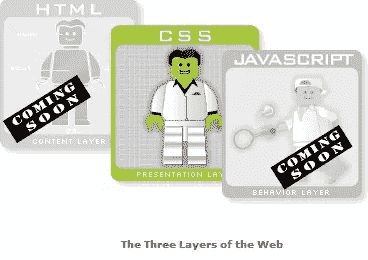 HTML
COMING
SOON
CONTENT LAYER
CSS
PRESENTATION LAY
JAVASCRIPT
COMING
SOON
BEHAVIOR LAYER
The Three Layers of the Web